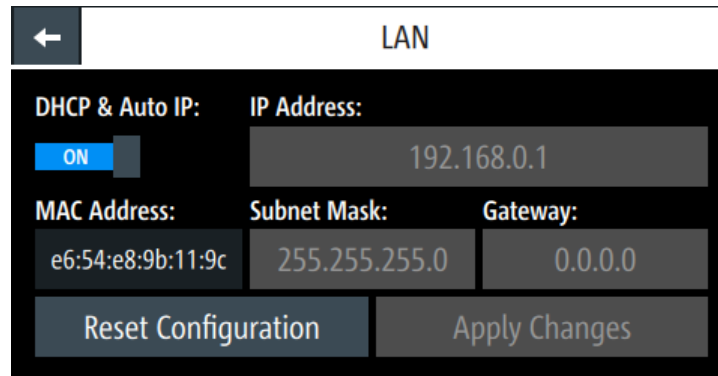 LAN
DHCP & Auto IP: IP Address:
ON 192.168.0.1
MAC Address: Subnet Mask: Gateway:
e6:54:e8:9b:11:9c 255.255.255.0 0.0.0.0
Reset Configuration Apply Changes